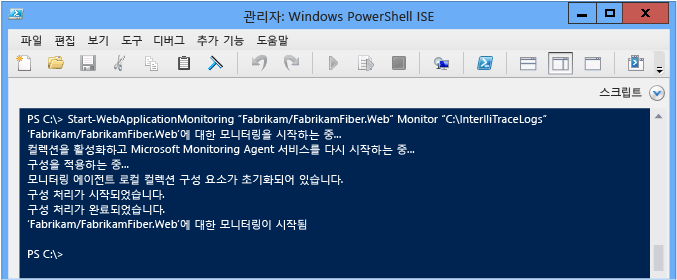 관리자: Windows PowerShell ISE
파일 편집 보기 도구 디버그 추가 기능 도움말
스크립트
PS C:\> Start-WebApplicationMonitoring "Fabrikam/FabrikamFiber.Web" Monitor "C:\InterlliTraceLogs"
'Fabrikam/FabrikamFiber.Web'에 대한 모니터링을 시작하는 중...
컬렉션을 활성화하고 Microsoft Monitoring Agent 서비스를 다시 시작하는 중...
구성을 적용하는 중...
모니터링 에이전트 로컬 컬렉션 구성 요소가 초기화되어 있습니다.
구성 처리가 시작되었습니다.
구성 처리가 완료되었습니다.
'Fabrikam/FabrikamFiber.Web'에 대한 모니터링이 시작됨
PS C:\>